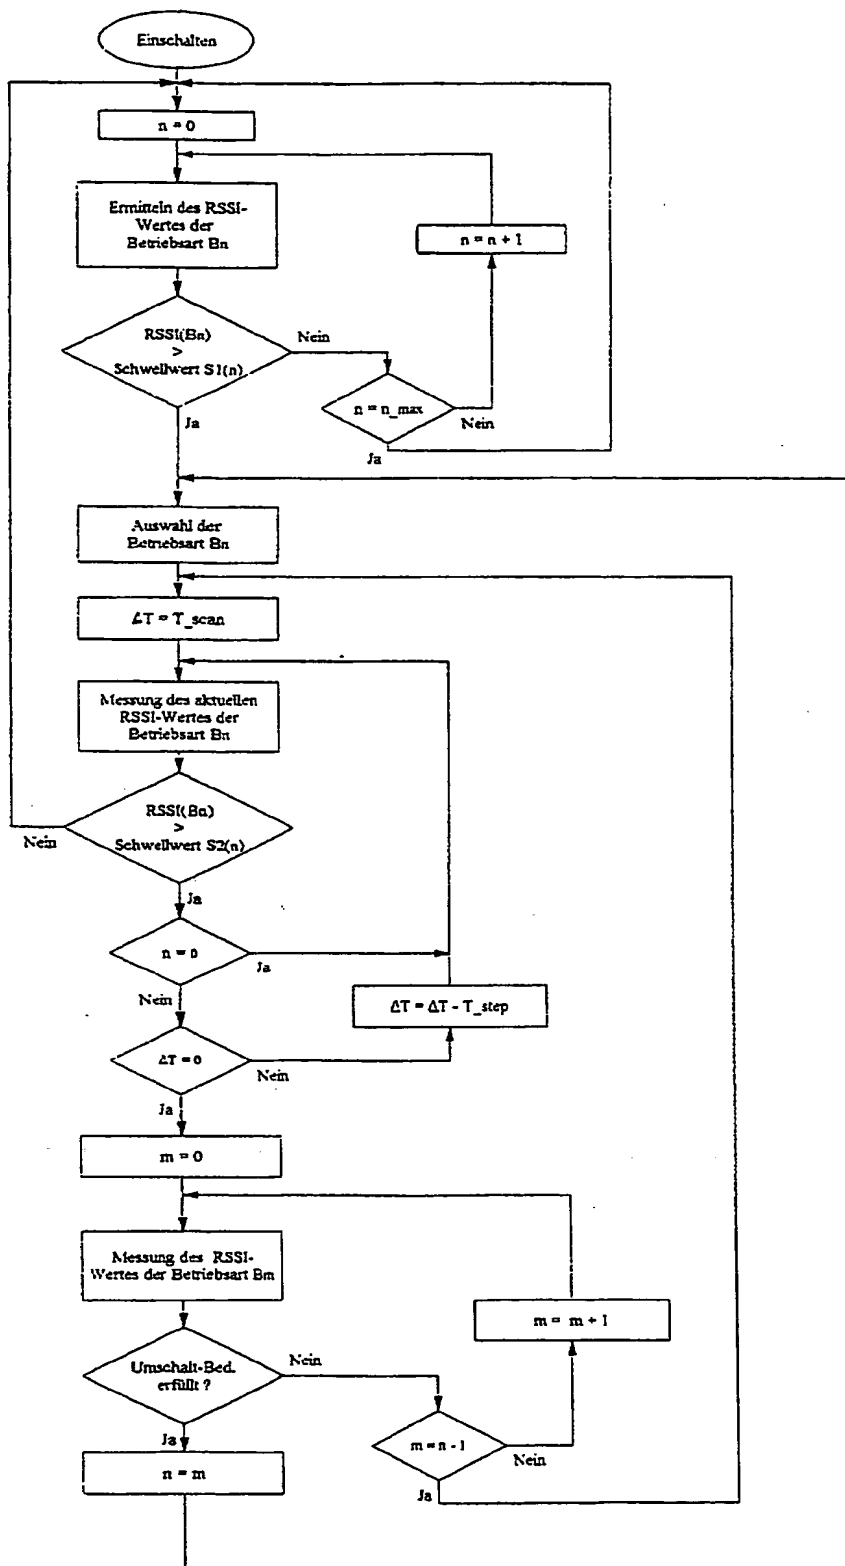 Einschalten
n = 0
Ermitteln des RSSI-
Wertes der
Betriebsart Bn
n = n + 1
RSSI(Bn)
>
Schwellwert S1(n)
Nein
n = n_max
Nein
Ja
Ja
Auswahl der
Betriebsart Bn
ΔT = T_scan
Messung des aktuellen
RSSI-Wertes der
Betriebsart Bn
RSSI(Bn)
>
Schwellwert S2(n)
Nein
Ja
n = 0
Ja
Nein
ΔT = ΔT - T_step
ΔT = 0
Nein
Ja
m = 0
Messung des RSSI-
Wertes der Betriebsart Bm
m = m + 1
Umschalt-Bed.
erfüllt ?
Nein
m = n - 1
Nein
Ja
Ja
n = m